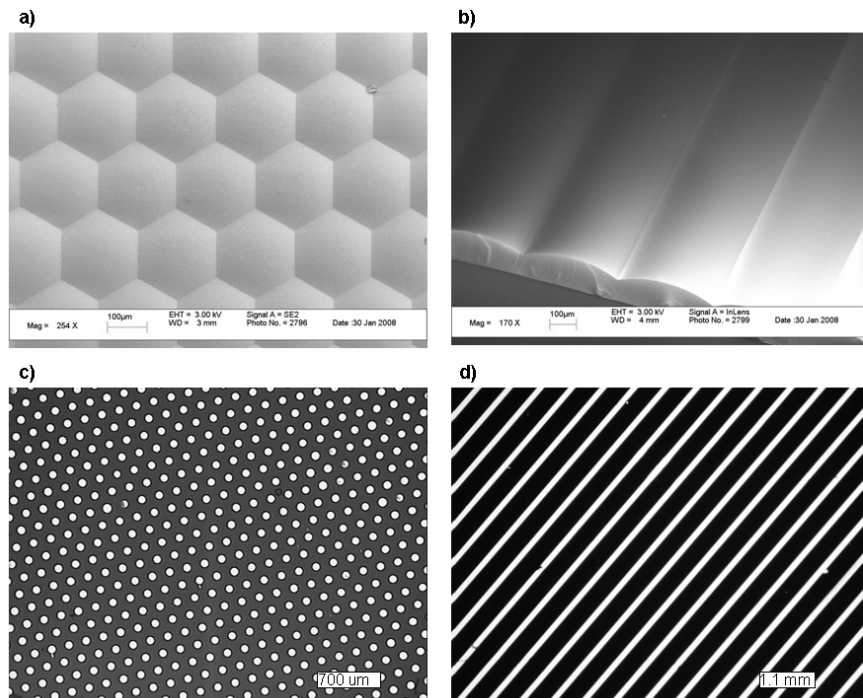 a)
b)
Mag = 254 X
100µm
EHT = 3.00 kV
WD = 3 mm
Signal A = SE2
Photo No. = 2796
Date :30 Jan 2008
Mag = 170 X
100µm
EHT = 3.00 kV
WD = 4 mm
Signal A = InLens
Photo No. = 2799
Date :30 Jan 2008
c)
d)
700 um
1.1 mm